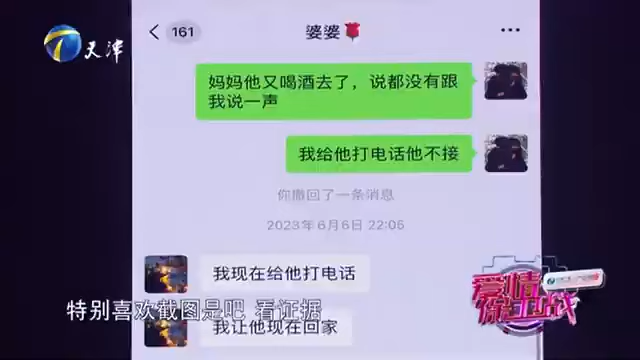 天津
161
婆婆
妈妈他又喝酒去了，说都没有跟
我说一声
我给他打电话他不接
你撤回了一条消息
2023年6月6日 22:06
我现在给他打电话
特别喜欢截图是吧 看证据
我让他现在回家
爱情
保卫战